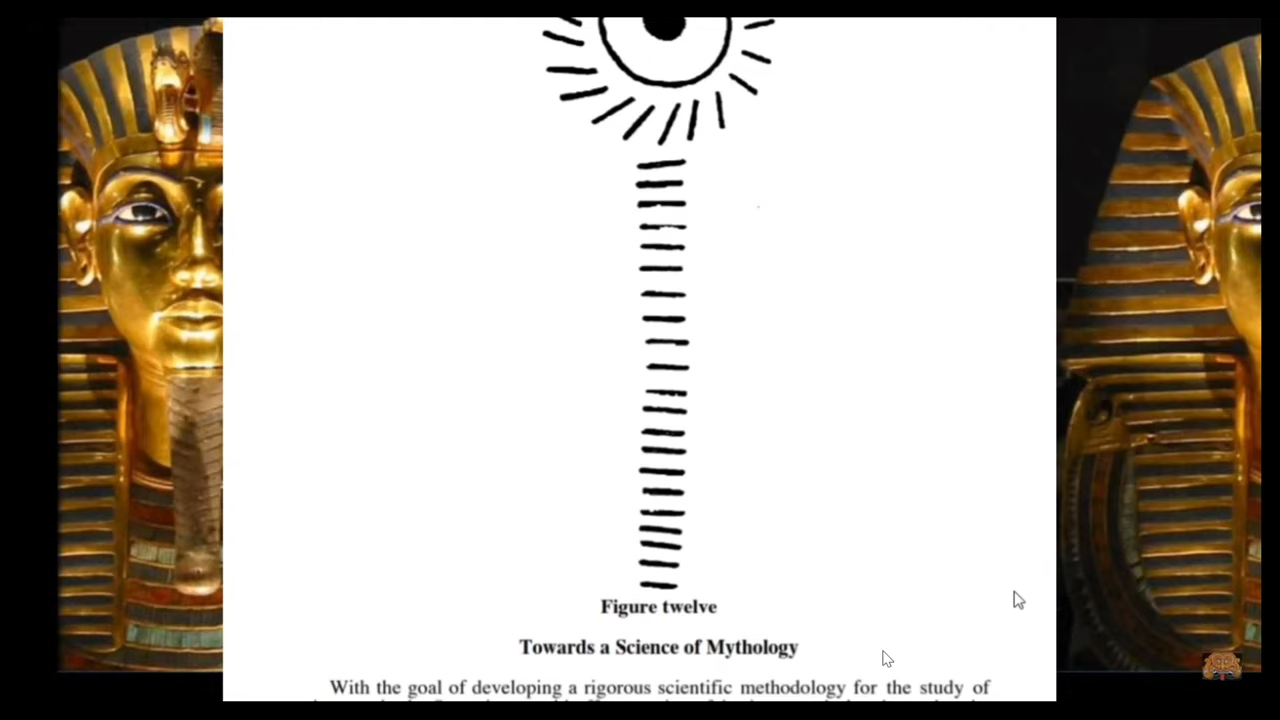 Figure twelve
Towards a Science of Mythology
With the goal of developing a rigorous scientific methodology for the study of